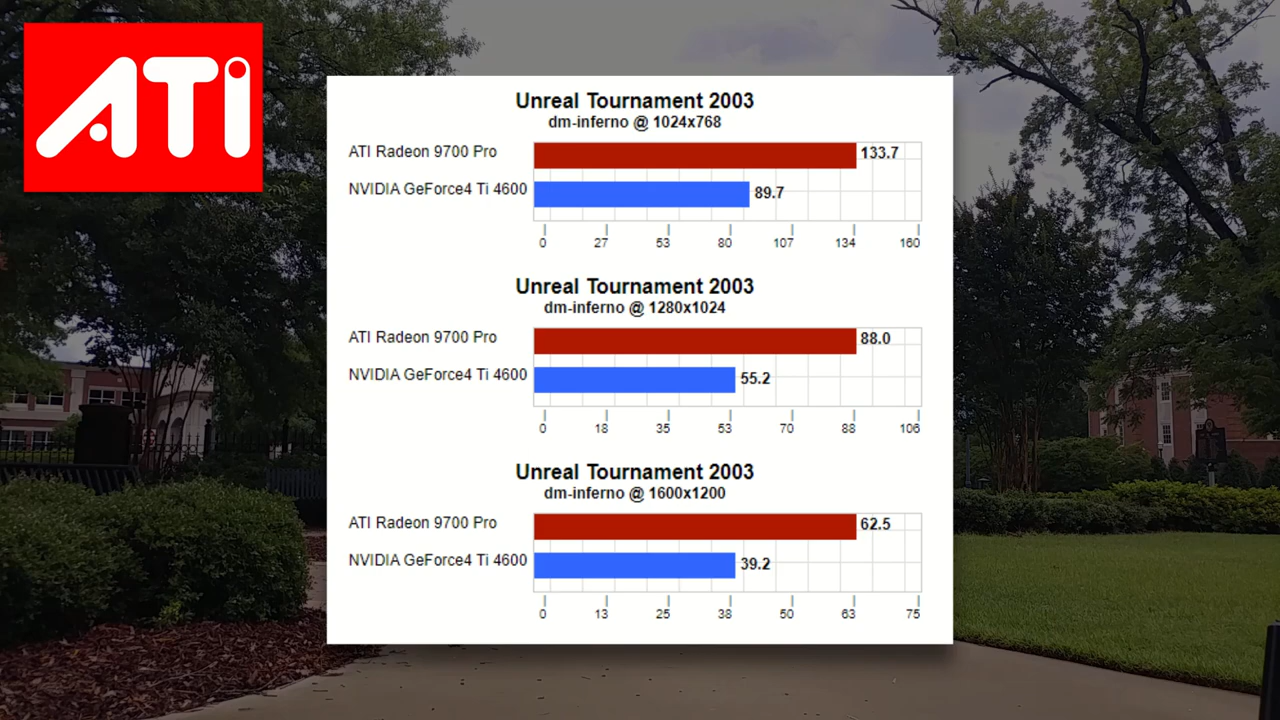 ATI
Unreal Tournament 2003
dm-inferno @ 1024x768
ATI Radeon 9700 Pro 133.7
NVIDIA GeForce4 Ti 4600 89.7
0 27 53 80 107 134 160
Unreal Tournament 2003
dm-inferno @ 1280x1024
ATI Radeon 9700 Pro 88.0
NVIDIA GeForce4 Ti 4600 55.2
0 18 35 53 70 88 106
Unreal Tournament 2003
dm-inferno @ 1600x1200
ATI Radeon 9700 Pro 62.5
NVIDIA GeForce4 Ti 4600 39.2
0 13 25 38 50 63 75